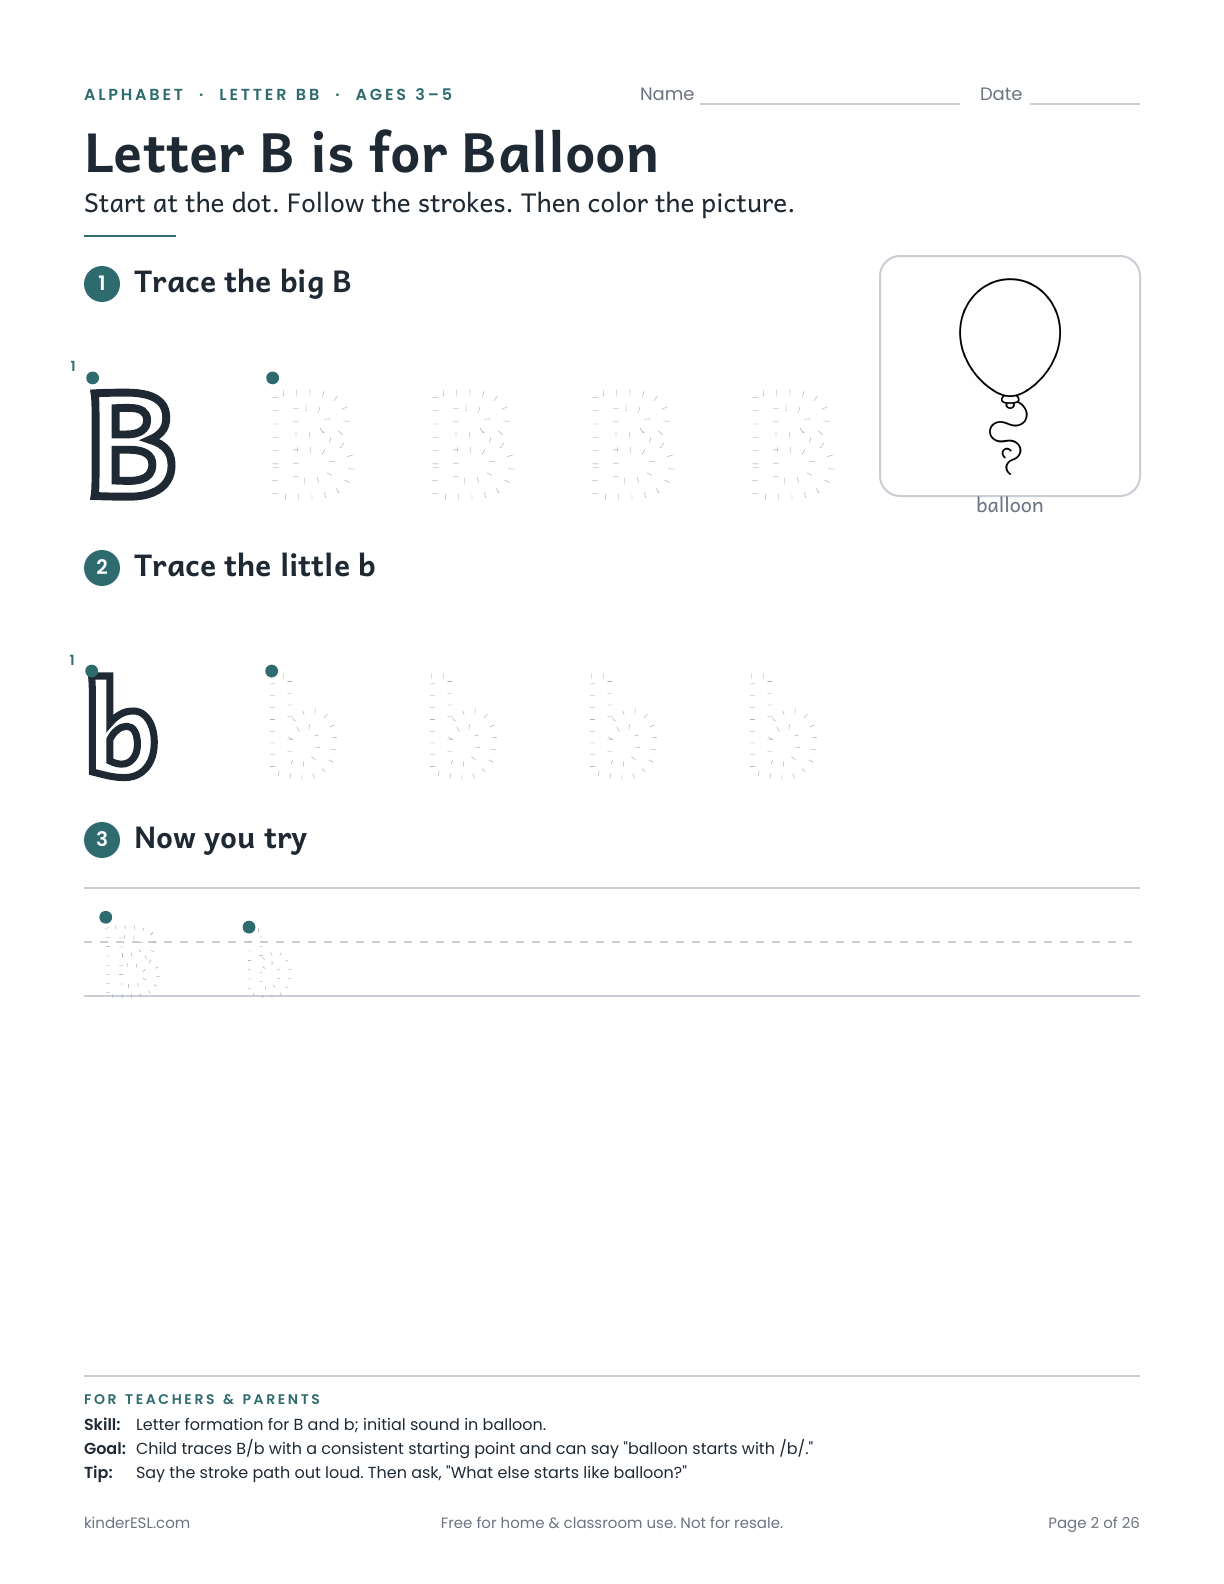 ALPHABET · LETTER BB · AGES 3–5
Name Date
Letter B is for Balloon
Start at the dot. Follow the strokes. Then color the picture.
1 Trace the big B
1
B B B B B
balloon
2 Trace the little b
1
b b b b b
3 Now you try
B b
FOR TEACHERS & PARENTS
Skill: Letter formation for B and b; initial sound in balloon.
Goal: Child traces B/b with a consistent starting point and can say "balloon starts with /b/."
Tip: Say the stroke path out loud. Then ask, "What else starts like balloon?"
kinderESL.com Free for home & classroom use. Not for resale. Page 2 of 26